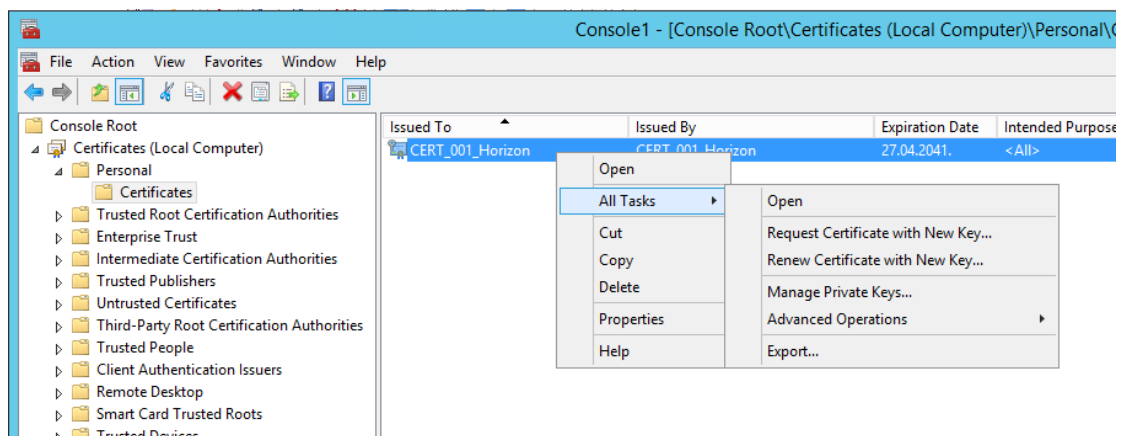 Console1 - [Console Root\Certificates (Local Computer)\Personal\
File Action View Favorites Window Help
Console Root
Certificates (Local Computer)
Personal
Certificates
Trusted Root Certification Authorities
Enterprise Trust
Intermediate Certification Authorities
Trusted Publishers
Untrusted Certificates
Third-Party Root Certification Authorities
Trusted People
Client Authentication Issuers
Remote Desktop
Smart Card Trusted Roots
Trusted Devices
Issued To Issued By Expiration Date Intended Purpose
CERT_001_Horizon CERT_001_Horizon 27.04.2041. <All>
Open
All Tasks
Cut
Copy
Delete
Properties
Help
Open
Request Certificate with New Key...
Renew Certificate with New Key...
Manage Private Keys...
Advanced Operations
Export...